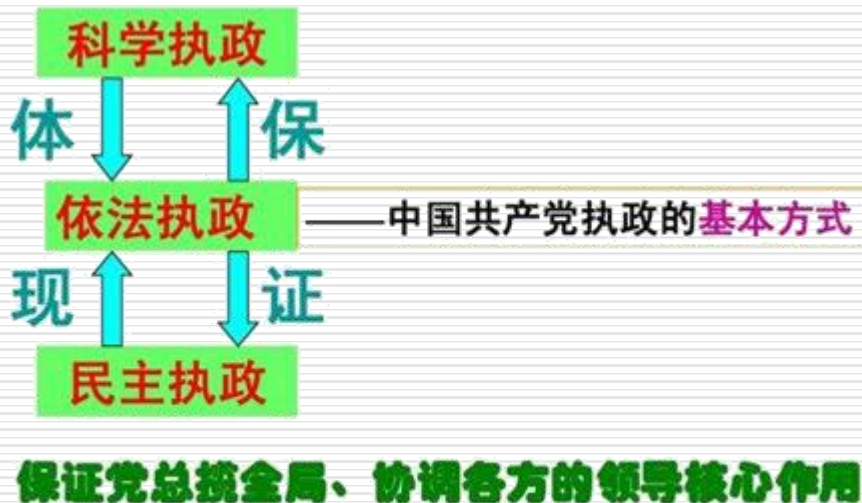 科学执政
体 保
依法执政 ——中国共产党执政的基本方式
现 证
民主执政
保证党总揽全局、协调各方的领导核心作用